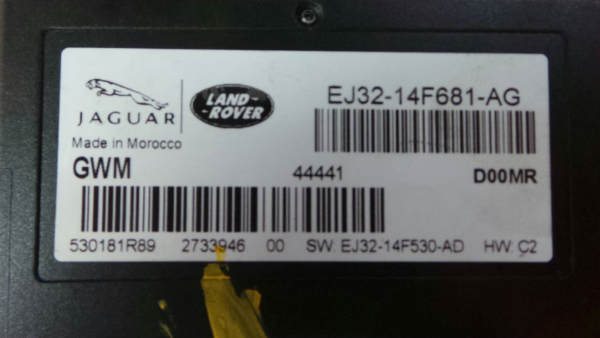 JAGUAR LAND-ROVER EJ32-14F681-AG
Made in Morocco
GWM 44441 D00MR
530181R89 2733946 00 SW: EJ32-14F530-AD HW: C2